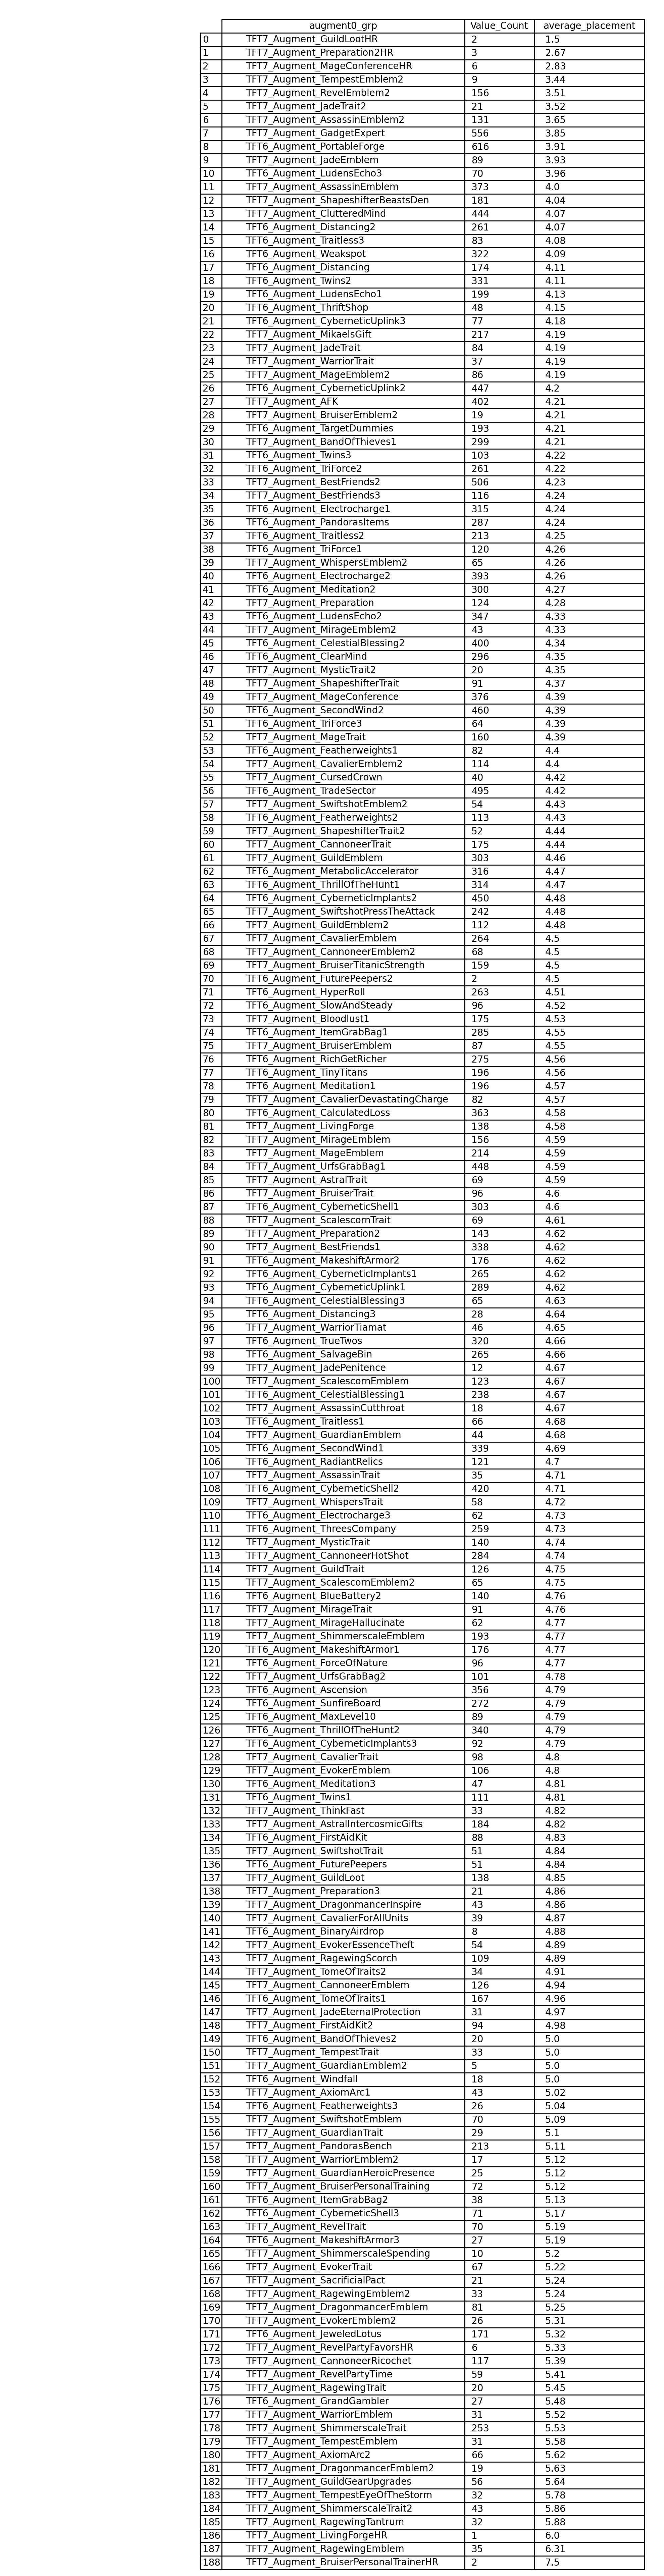 augment0_grp Value_Count average_placement
0 TFT7_Augment_GuildLootHR 2 1.5
1 TFT7_Augment_Preparation2HR 3 2.67
2 TFT7_Augment_MageConferenceHR 6 2.83
3 TFT7_Augment_TempestEmblem2 9 3.44
4 TFT7_Augment_RevelEmblem2 156 3.51
5 TFT7_Augment_JadeTrait2 21 3.52
6 TFT7_Augment_AssassinEmblem2 131 3.65
7 TFT7_Augment_GadgetExpert 556 3.85
8 TFT6_Augment_PortableForge 616 3.91
9 TFT7_Augment_JadeEmblem 89 3.93
10 TFT6_Augment_LudensEcho3 70 3.96
11 TFT7_Augment_AssassinEmblem 373 4.0
12 TFT7_Augment_ShapeshifterBeastsDen 181 4.04
13 TFT7_Augment_ClutteredMind 444 4.07
14 TFT6_Augment_Distancing2 261 4.07
15 TFT6_Augment_Traitless3 83 4.08
16 TFT6_Augment_Weakspot 322 4.09
17 TFT6_Augment_Distancing 174 4.11
18 TFT6_Augment_Twins2 331 4.11
19 TFT6_Augment_LudensEcho1 199 4.13
20 TFT6_Augment_ThriftShop 48 4.15
21 TFT6_Augment_CyberneticUplink3 77 4.18
22 TFT7_Augment_MikaelsGift 217 4.19
23 TFT7_Augment_JadeTrait 84 4.19
24 TFT7_Augment_WarriorTrait 37 4.19
25 TFT7_Augment_MageEmblem2 86 4.19
26 TFT6_Augment_CyberneticUplink2 447 4.2
27 TFT7_Augment_AFK 402 4.21
28 TFT7_Augment_BruiserEmblem2 19 4.21
29 TFT6_Augment_TargetDummies 193 4.21
30 TFT7_Augment_BandOfThieves1 299 4.21
31 TFT6_Augment_Twins3 103 4.22
32 TFT6_Augment_TriForce2 261 4.22
33 TFT7_Augment_BestFriends2 506 4.23
34 TFT7_Augment_BestFriends3 116 4.24
35 TFT6_Augment_Electrocharge1 315 4.24
36 TFT6_Augment_PandorasItems 287 4.24
37 TFT6_Augment_Traitless2 213 4.25
38 TFT6_Augment_TriForce1 120 4.26
39 TFT7_Augment_WhispersEmblem2 65 4.26
40 TFT6_Augment_Electrocharge2 393 4.26
41 TFT6_Augment_Meditation2 300 4.27
42 TFT7_Augment_Preparation 124 4.28
43 TFT6_Augment_LudensEcho2 347 4.33
44 TFT7_Augment_MirageEmblem2 43 4.33
45 TFT6_Augment_CelestialBlessing2 400 4.34
46 TFT6_Augment_ClearMind 296 4.35
47 TFT7_Augment_MysticTrait2 20 4.35
48 TFT7_Augment_ShapeshifterTrait 91 4.37
49 TFT7_Augment_MageConference 376 4.39
50 TFT6_Augment_SecondWind2 460 4.39
51 TFT6_Augment_TriForce3 64 4.39
52 TFT7_Augment_MageTrait 160 4.39
53 TFT6_Augment_Featherweights1 82 4.4
54 TFT7_Augment_CavalierEmblem2 114 4.4
55 TFT7_Augment_CursedCrown 40 4.42
56 TFT6_Augment_TradeSector 495 4.42
57 TFT7_Augment_SwiftshotEmblem2 54 4.43
58 TFT6_Augment_Featherweights2 113 4.43
59 TFT7_Augment_ShapeshifterTrait2 52 4.44
60 TFT7_Augment_CannoneerTrait 175 4.44
61 TFT7_Augment_GuildEmblem 303 4.46
62 TFT6_Augment_MetabolicAccelerator 316 4.47
63 TFT6_Augment_ThrillOfTheHunt1 314 4.47
64 TFT6_Augment_CyberneticImplants2 450 4.48
65 TFT7_Augment_SwiftshotPressTheAttack 242 4.48
66 TFT7_Augment_GuildEmblem2 112 4.48
67 TFT7_Augment_CavalierEmblem 264 4.5
68 TFT7_Augment_CannoneerEmblem2 68 4.5
69 TFT7_Augment_BruiserTitanicStrength 159 4.5
70 TFT6_Augment_FuturePeepers2 2 4.5
71 TFT6_Augment_HyperRoll 263 4.51
72 TFT6_Augment_SlowAndSteady 96 4.52
73 TFT7_Augment_Bloodlust1 175 4.53
74 TFT6_Augment_ItemGrabBag1 285 4.55
75 TFT7_Augment_BruiserEmblem 87 4.55
76 TFT6_Augment_RichGetRicher 275 4.56
77 TFT6_Augment_TinyTitans 196 4.56
78 TFT6_Augment_Meditation1 196 4.57
79 TFT7_Augment_CavalierDevastatingCharge 82 4.57
80 TFT6_Augment_CalculatedLoss 363 4.58
81 TFT7_Augment_LivingForge 138 4.58
82 TFT7_Augment_MirageEmblem 156 4.59
83 TFT7_Augment_MageEmblem 214 4.59
84 TFT7_Augment_UrfsGrabBag1 448 4.59
85 TFT7_Augment_AstralTrait 69 4.59
86 TFT7_Augment_BruiserTrait 96 4.6
87 TFT6_Augment_CyberneticShell1 303 4.6
88 TFT7_Augment_ScalescornTrait 69 4.61
89 TFT7_Augment_Preparation2 143 4.62
90 TFT7_Augment_BestFriends1 338 4.62
91 TFT6_Augment_MakeshiftArmor2 176 4.62
92 TFT6_Augment_CyberneticImplants1 265 4.62
93 TFT6_Augment_CyberneticUplink1 289 4.62
94 TFT6_Augment_CelestialBlessing3 65 4.63
95 TFT6_Augment_Distancing3 28 4.64
96 TFT7_Augment_WarriorTiamat 46 4.65
97 TFT6_Augment_TrueTwos 320 4.66
98 TFT6_Augment_SalvageBin 265 4.66
99 TFT7_Augment_JadePenitence 12 4.67
100 TFT7_Augment_ScalescornEmblem 123 4.67
101 TFT6_Augment_CelestialBlessing1 238 4.67
102 TFT7_Augment_AssassinCutthroat 18 4.67
103 TFT6_Augment_Traitless1 66 4.68
104 TFT7_Augment_GuardianEmblem 44 4.68
105 TFT6_Augment_SecondWind1 339 4.69
106 TFT6_Augment_RadiantRelics 121 4.7
107 TFT7_Augment_AssassinTrait 35 4.71
108 TFT6_Augment_CyberneticShell2 420 4.71
109 TFT7_Augment_WhispersTrait 58 4.72
110 TFT6_Augment_Electrocharge3 62 4.73
111 TFT6_Augment_ThreesCompany 259 4.73
112 TFT7_Augment_MysticTrait 140 4.74
113 TFT7_Augment_CannoneerHotShot 284 4.74
114 TFT7_Augment_GuildTrait 126 4.75
115 TFT7_Augment_ScalescornEmblem2 65 4.75
116 TFT6_Augment_BlueBattery2 140 4.76
117 TFT7_Augment_MirageTrait 91 4.76
118 TFT7_Augment_MirageHallucinate 62 4.77
119 TFT7_Augment_ShimmerscaleEmblem 193 4.77
120 TFT6_Augment_MakeshiftArmor1 176 4.77
121 TFT6_Augment_ForceOfNature 96 4.77
122 TFT7_Augment_UrfsGrabBag2 101 4.78
123 TFT6_Augment_Ascension 356 4.79
124 TFT6_Augment_SunfireBoard 272 4.79
125 TFT6_Augment_MaxLevel10 89 4.79
126 TFT6_Augment_ThrillOfTheHunt2 340 4.79
127 TFT6_Augment_CyberneticImplants3 92 4.79
128 TFT7_Augment_CavalierTrait 98 4.8
129 TFT7_Augment_EvokerEmblem 106 4.8
130 TFT6_Augment_Meditation3 47 4.81
131 TFT6_Augment_Twins1 111 4.81
132 TFT7_Augment_ThinkFast 33 4.82
133 TFT7_Augment_AstralIntercosmicGifts 184 4.82
134 TFT6_Augment_FirstAidKit 88 4.83
135 TFT7_Augment_SwiftshotTrait 51 4.84
136 TFT6_Augment_FuturePeepers 51 4.84
137 TFT7_Augment_GuildLoot 138 4.85
138 TFT7_Augment_Preparation3 21 4.86
139 TFT7_Augment_DragonmancerInspire 43 4.86
140 TFT7_Augment_CavalierForAllUnits 39 4.87
141 TFT6_Augment_BinaryAirdrop 8 4.88
142 TFT7_Augment_EvokerEssenceTheft 54 4.89
143 TFT7_Augment_RagewingScorch 109 4.89
144 TFT7_Augment_TomeOfTraits2 34 4.91
145 TFT7_Augment_CannoneerEmblem 126 4.94
146 TFT6_Augment_TomeOfTraits1 167 4.96
147 TFT7_Augment_JadeEternalProtection 31 4.97
148 TFT7_Augment_FirstAidKit2 94 4.98
149 TFT6_Augment_BandOfThieves2 20 5.0
150 TFT7_Augment_TempestTrait 33 5.0
151 TFT7_Augment_GuardianEmblem2 5 5.0
152 TFT6_Augment_Windfall 18 5.0
153 TFT7_Augment_AxiomArc1 43 5.02
154 TFT6_Augment_Featherweights3 26 5.04
155 TFT7_Augment_SwiftshotEmblem 70 5.09
156 TFT7_Augment_GuardianTrait 29 5.1
157 TFT7_Augment_PandorasBench 213 5.11
158 TFT7_Augment_WarriorEmblem2 17 5.12
159 TFT7_Augment_GuardianHeroicPresence 25 5.12
160 TFT7_Augment_BruiserPersonalTraining 72 5.12
161 TFT6_Augment_ItemGrabBag2 38 5.13
162 TFT6_Augment_CyberneticShell3 71 5.17
163 TFT7_Augment_RevelTrait 70 5.19
164 TFT6_Augment_MakeshiftArmor3 27 5.19
165 TFT7_Augment_ShimmerscaleSpending 10 5.2
166 TFT7_Augment_EvokerTrait 67 5.22
167 TFT7_Augment_SacrificialPact 21 5.24
168 TFT7_Augment_RagewingEmblem2 33 5.24
169 TFT7_Augment_DragonmancerEmblem 81 5.25
170 TFT7_Augment_EvokerEmblem2 26 5.31
171 TFT6_Augment_JeweledLotus 171 5.32
172 TFT7_Augment_RevelPartyFavorsHR 6 5.33
173 TFT7_Augment_CannoneerRicochet 117 5.39
174 TFT7_Augment_RevelPartyTime 59 5.41
175 TFT7_Augment_RagewingTrait 20 5.45
176 TFT6_Augment_GrandGambler 27 5.48
177 TFT7_Augment_WarriorEmblem 31 5.52
178 TFT7_Augment_ShimmerscaleTrait 253 5.53
179 TFT7_Augment_TempestEmblem 31 5.58
180 TFT7_Augment_AxiomArc2 66 5.62
181 TFT7_Augment_DragonmancerEmblem2 19 5.63
182 TFT7_Augment_GuildGearUpgrades 56 5.64
183 TFT7_Augment_TempestEyeOfTheStorm 32 5.78
184 TFT7_Augment_ShimmerscaleTrait2 43 5.86
185 TFT7_Augment_RagewingTantrum 32 5.88
186 TFT7_Augment_LivingForgeHR 1 6.0
187 TFT7_Augment_RagewingEmblem 35 6.31
188 TFT7_Augment_BruiserPersonalTrainerHR 2 7.5